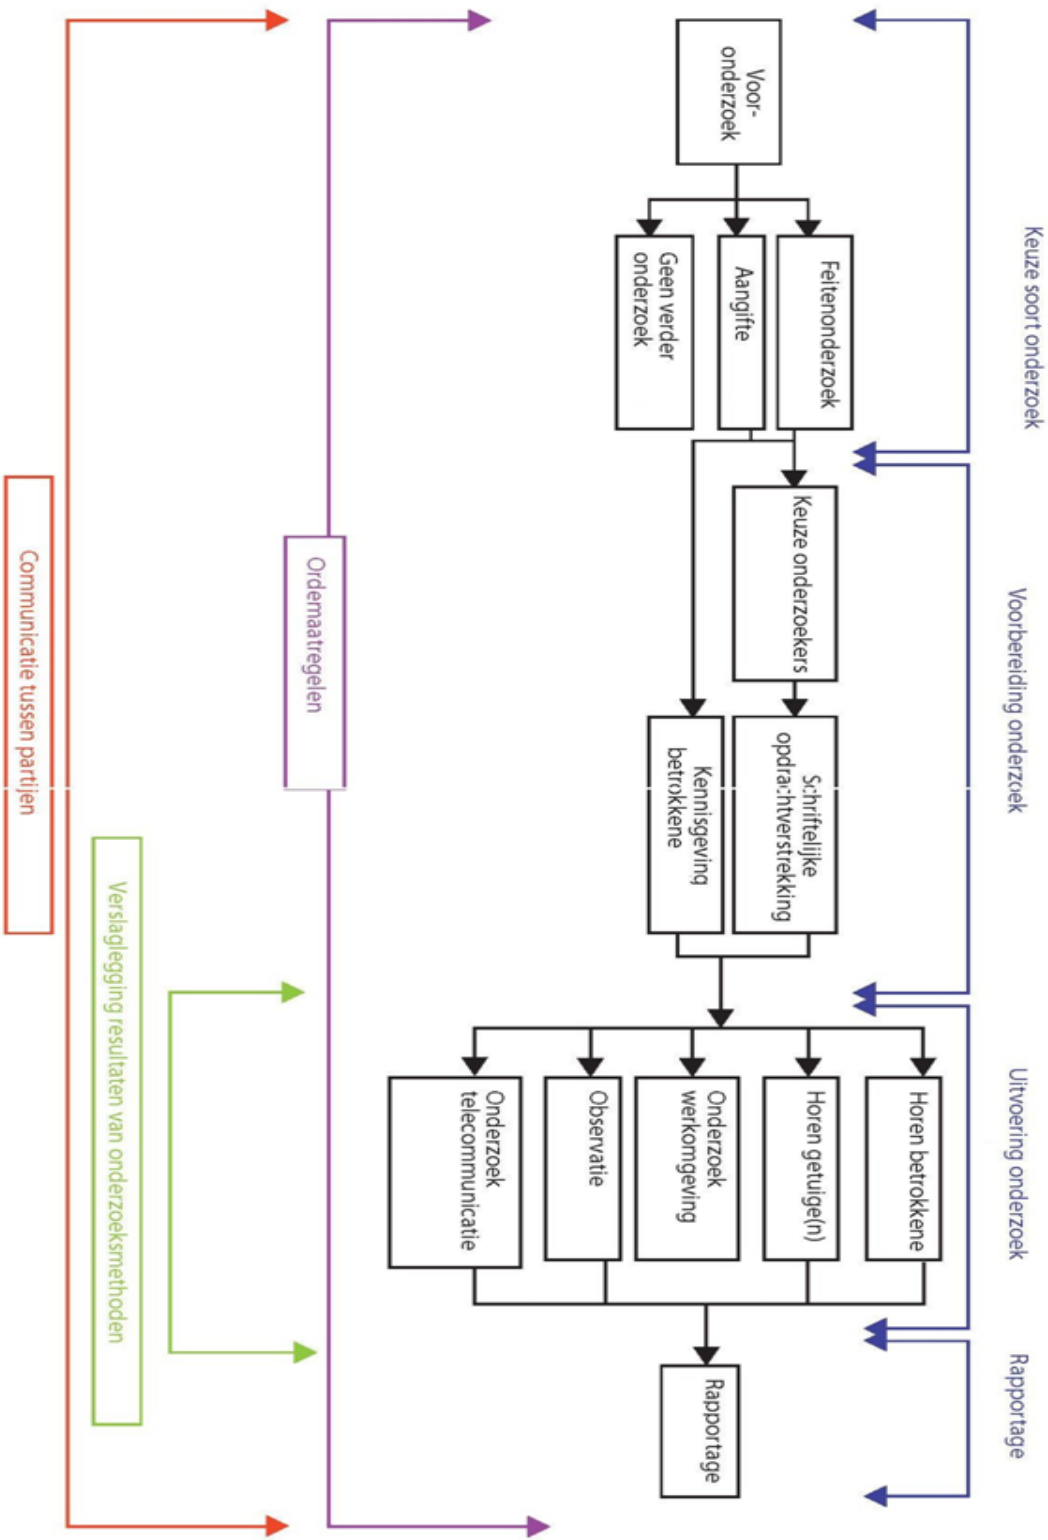 Keuze soort onderzoek
Voorbereiding onderzoek
Uitvoering onderzoek
Rapportage
Voor-
onderzoek
Feitenonderzoek
Aangifte
Geen verder
onderzoek
Keuze onderzoekers
Schriftelijke
opdrachtverstrekking
Kennisgeving
betrokkene
Horen betrokkene
Horen getuige(n)
Onderzoek
werkomgeving
Observatie
Onderzoek
telecommunicatie
Rapportage
Ordemaatregelen
Verslaglegging resultaten van onderzoeksmethoden
Communicatie tussen partijen